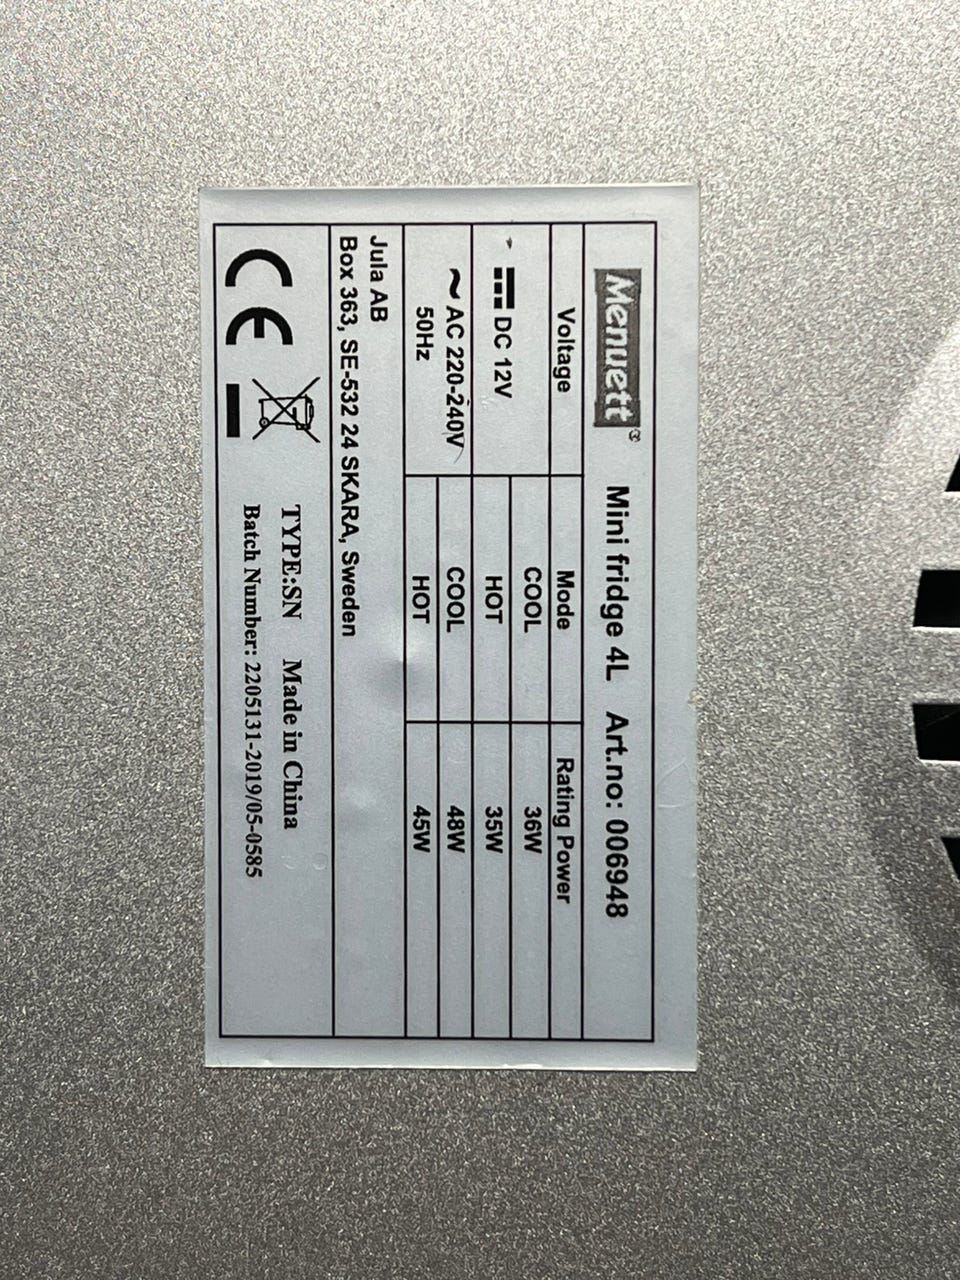 Menuett® Mini fridge 4L Art.no: 006948
Voltage Mode Rating Power
DC 12V COOL 36W
HOT 35W
~ AC 220-240V COOL 48W
50Hz HOT 45W
Jula AB
Box 363, SE-532 24 SKARA, Sweden
CE TYPE:SN Made in China
Batch Number: 2205131-2019/05-0585